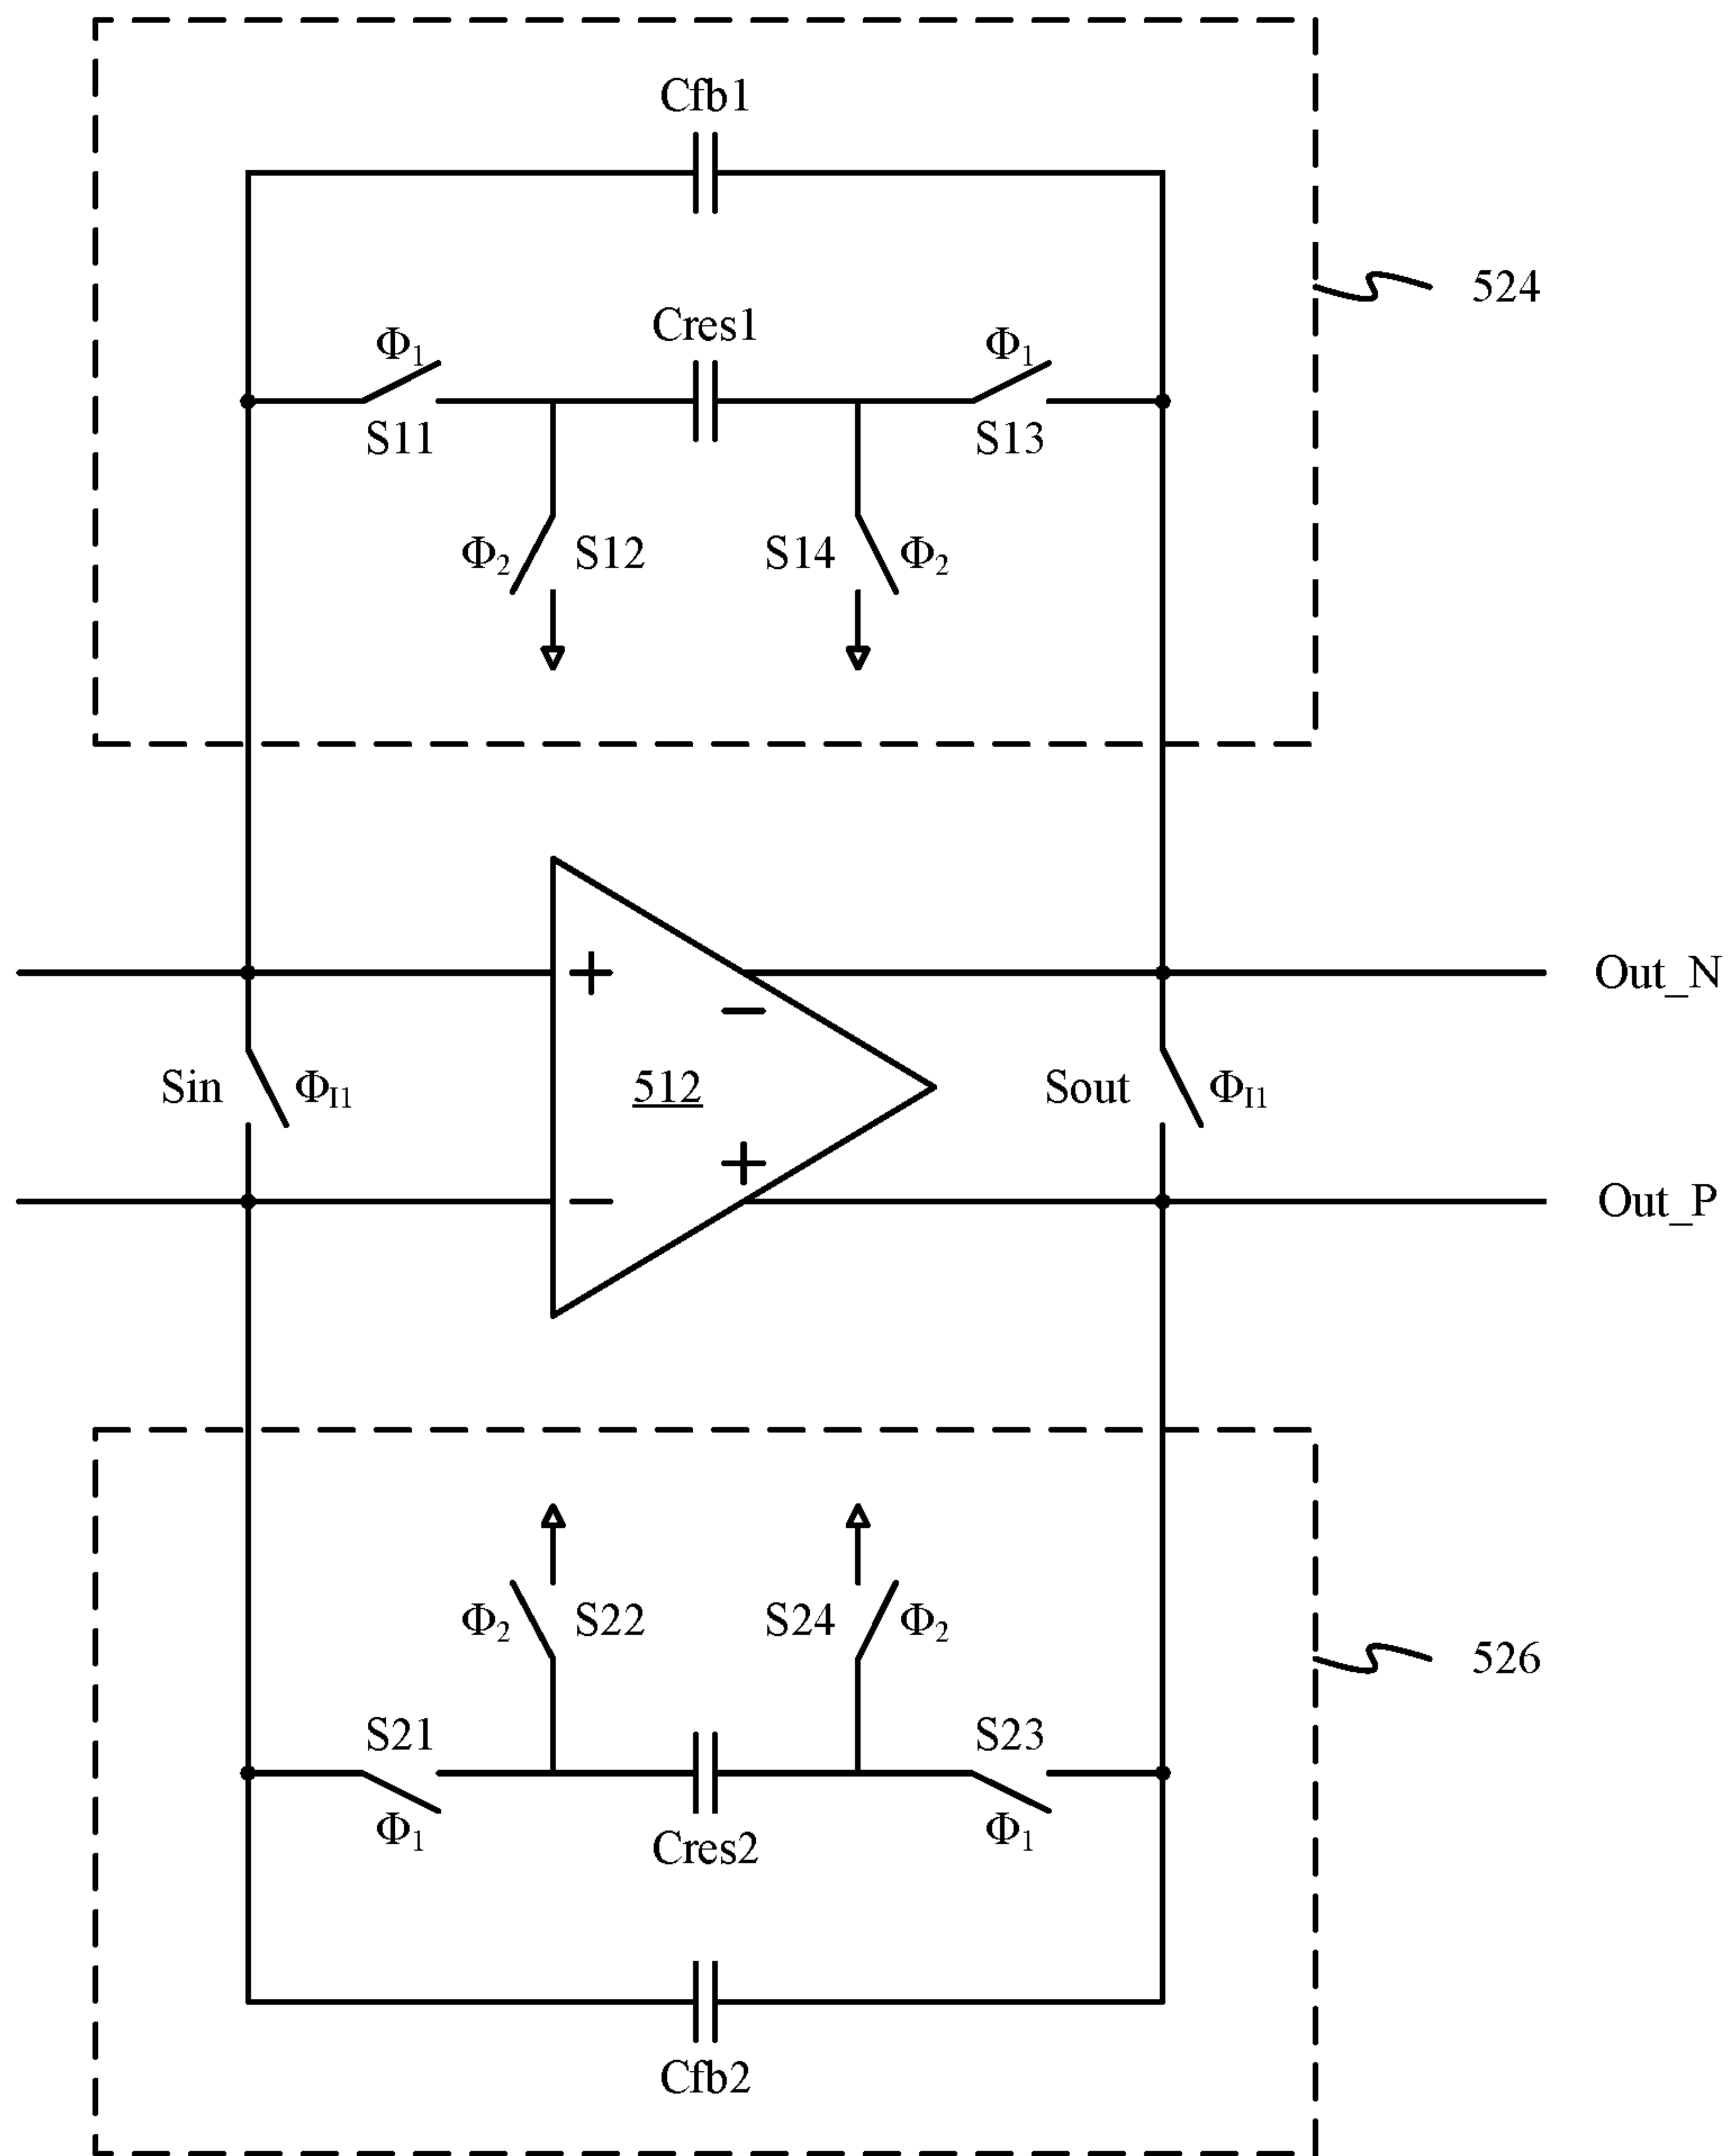 Cfb1
524
Cres1
Φ1 Φ1
S11 S13
Φ2 S12 S14 Φ2
+ Out_N
−
Sin ΦI1 512 Sout ΦI1
+
− Out_P
Φ2 S22 S24 Φ2
526
S21 S23
Φ1 Cres2 Φ1
Cfb2